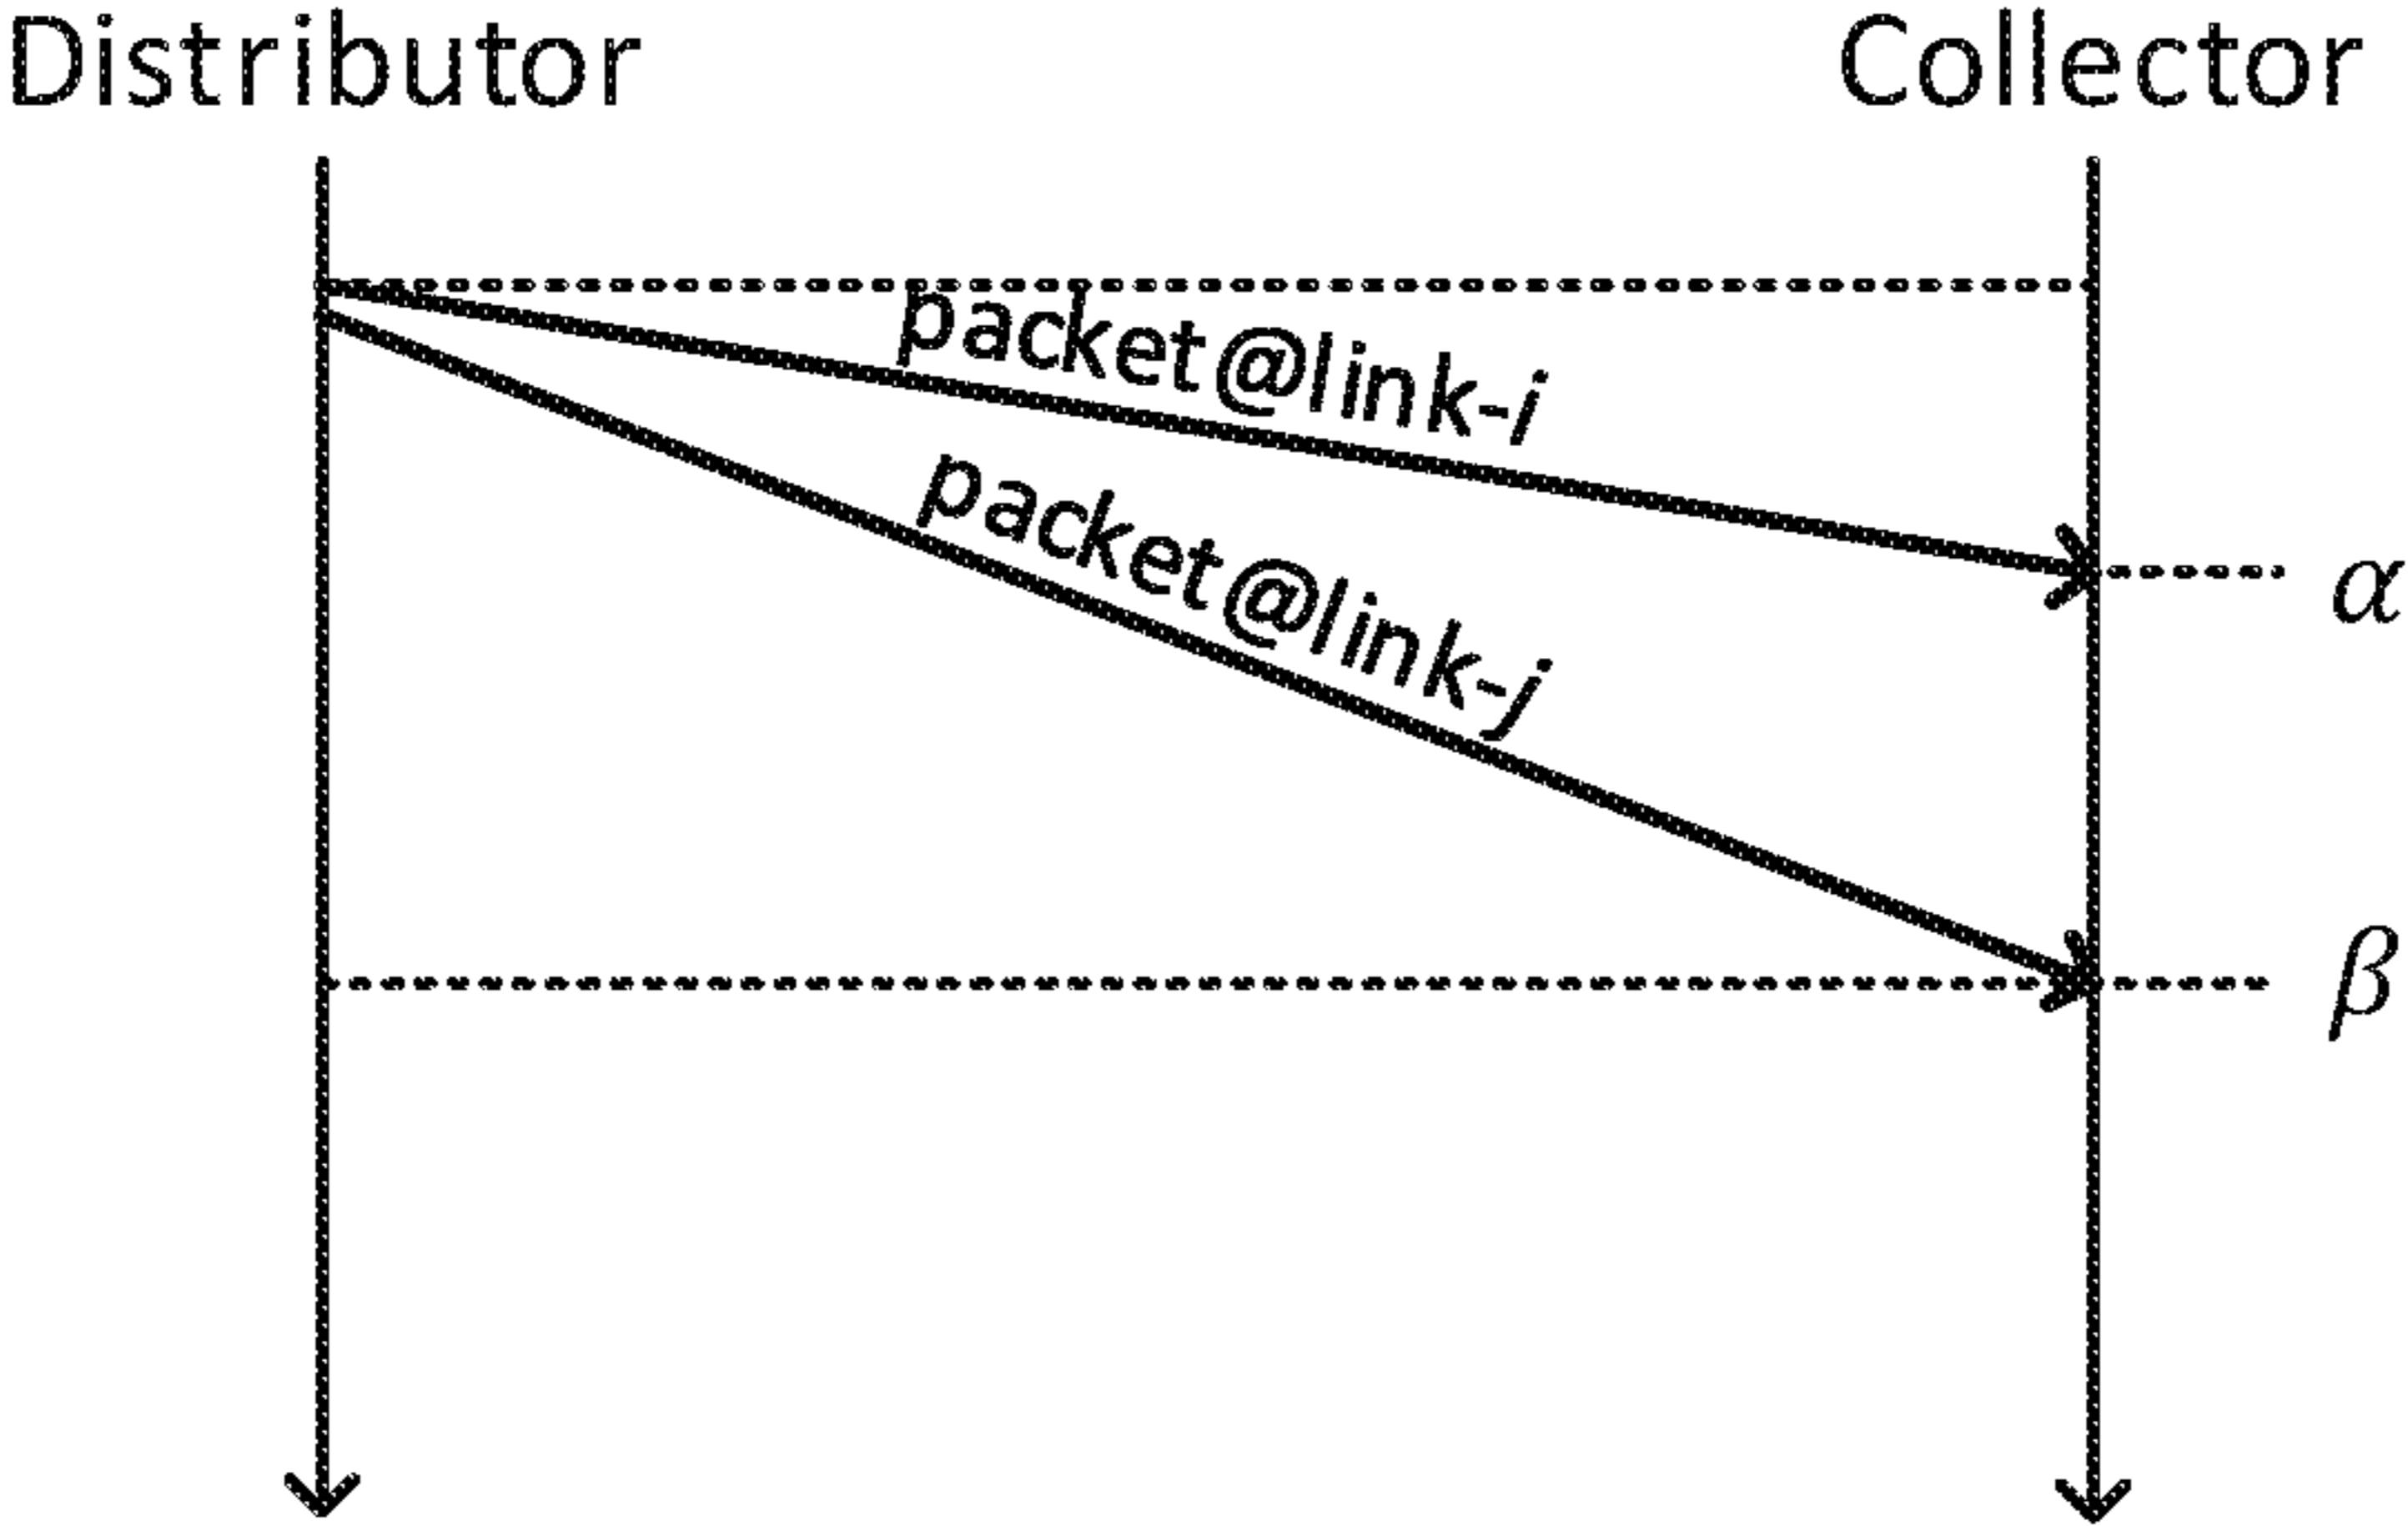 Distributor
Collector
packet@link-i
packet@link-j
α
β